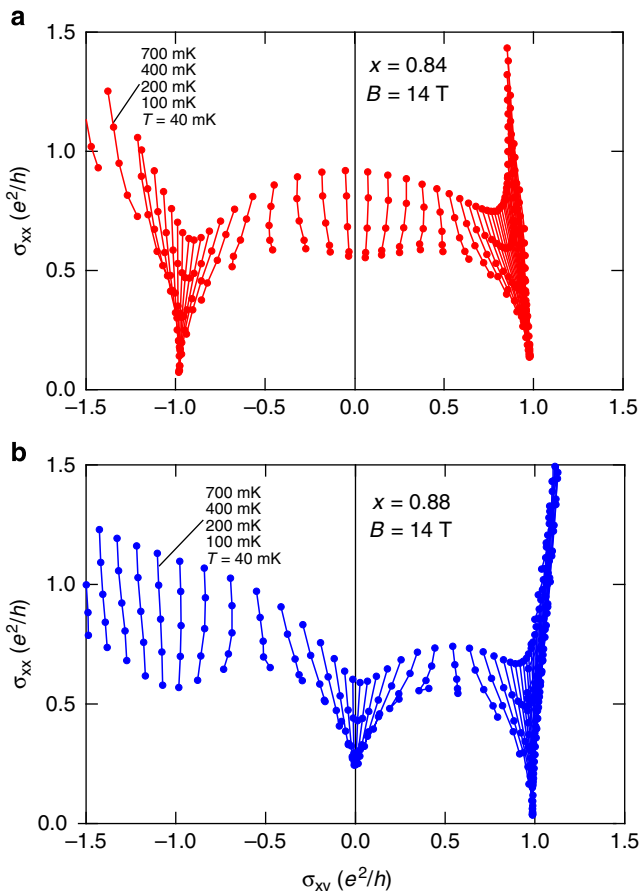 a
1.5
1.0
0.5
0.0
σxx (e²/h)
700 mK
400 mK
200 mK
100 mK
T = 40 mK
x = 0.84
B = 14 T
−1.5
−1.0
−0.5
0.0
0.5
1.0
1.5
b
1.5
1.0
0.5
0.0
σxx (e²/h)
700 mK
400 mK
200 mK
100 mK
T = 40 mK
x = 0.88
B = 14 T
−1.5
−1.0
−0.5
0.0
0.5
1.0
1.5
σxy (e²/h)